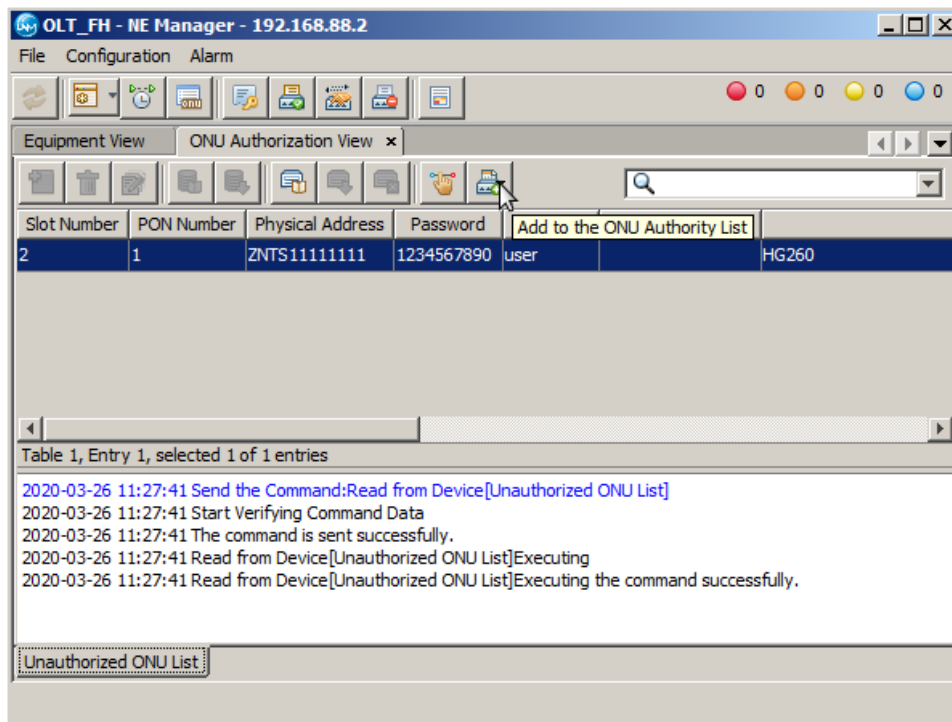 OLT_FH - NE Manager - 192.168.88.2
File Configuration Alarm
0 0 0 0
Equipment View ONU Authorization View
Slot Number PON Number Physical Address Password
Add to the ONU Authority List
2 1 ZNTS11111111 1234567890 user HG260
Table 1, Entry 1, selected 1 of 1 entries
2020-03-26 11:27:41 Send the Command:Read from Device[Unauthorized ONU List]
2020-03-26 11:27:41 Start Verifying Command Data
2020-03-26 11:27:41 The command is sent successfully.
2020-03-26 11:27:41 Read from Device[Unauthorized ONU List]Executing
2020-03-26 11:27:41 Read from Device[Unauthorized ONU List]Executing the command successfully.
Unauthorized ONU List